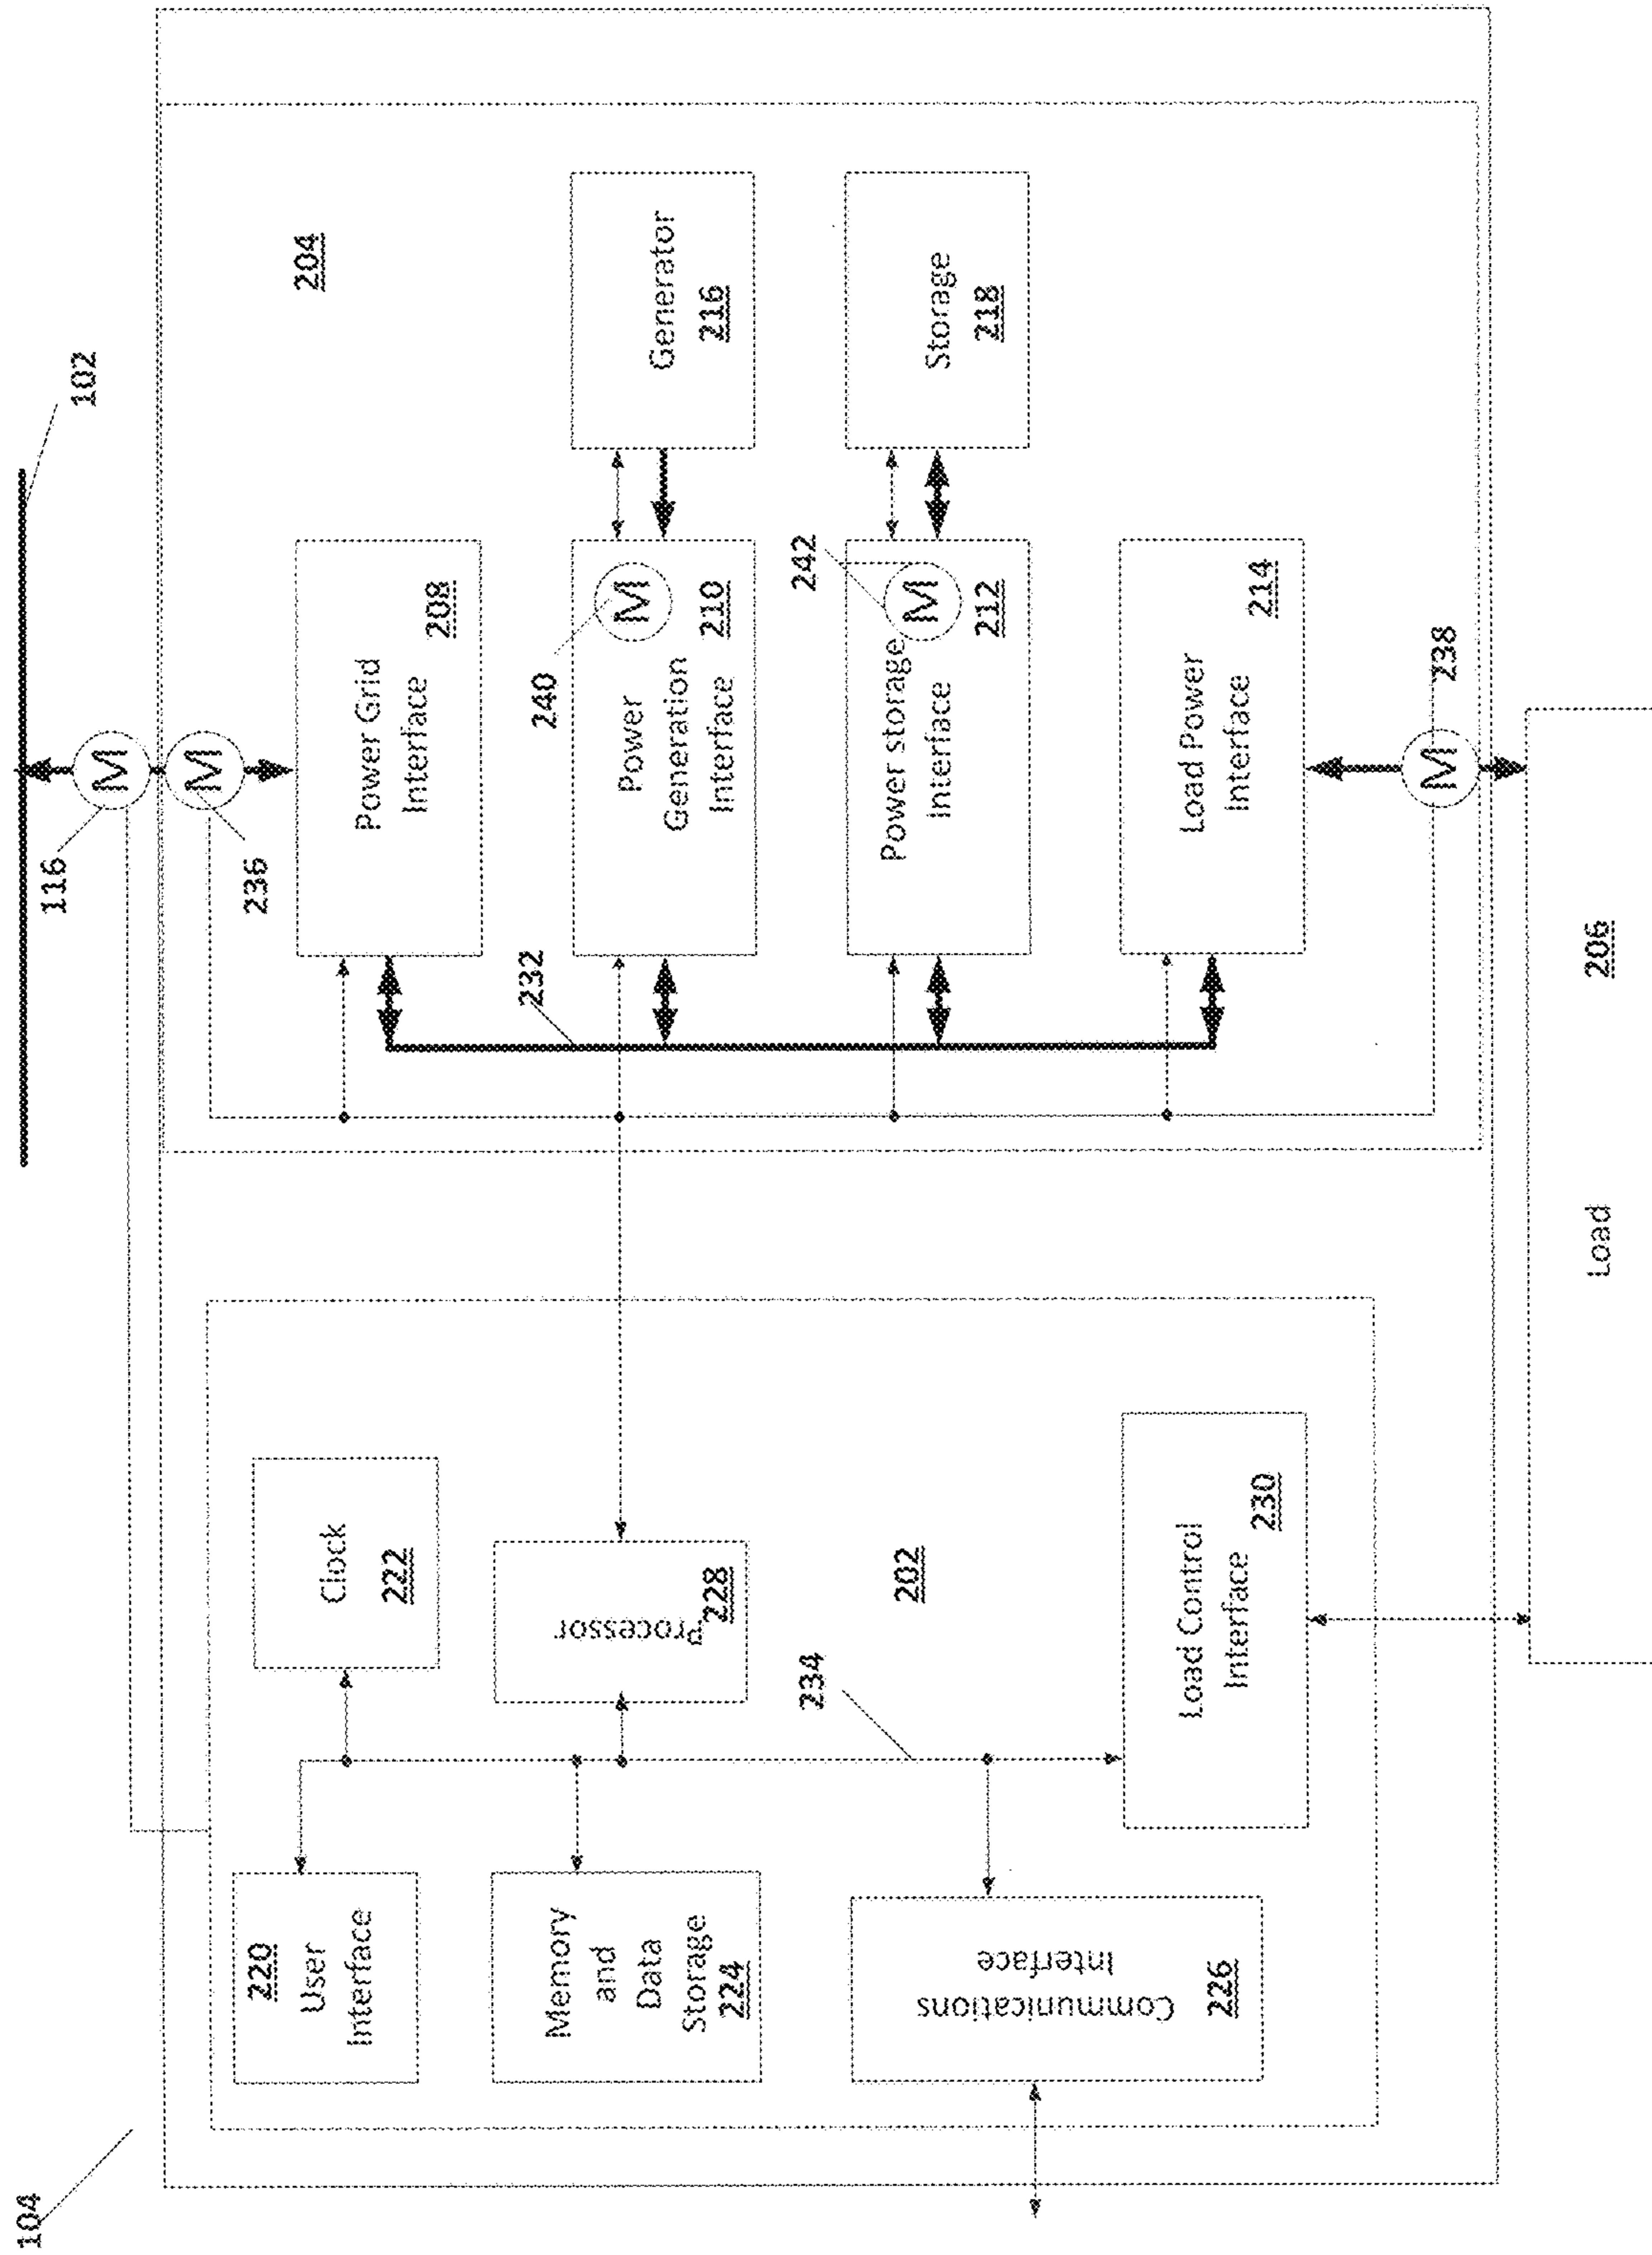 104
102
116
236
204
Power Grid
Interface
208
240
Power
Generation
Interface
210
M
M
M
Generator
216
232
242
Power storage
Interface
212
M
Storage
218
Load Power
Interface
214
238
M
220
User
Interface
Clock
222
Memory
and
Data
Storage
224
Processor
228
202
234
Communications
Interface
226
Load Control
Interface
230
Load
206